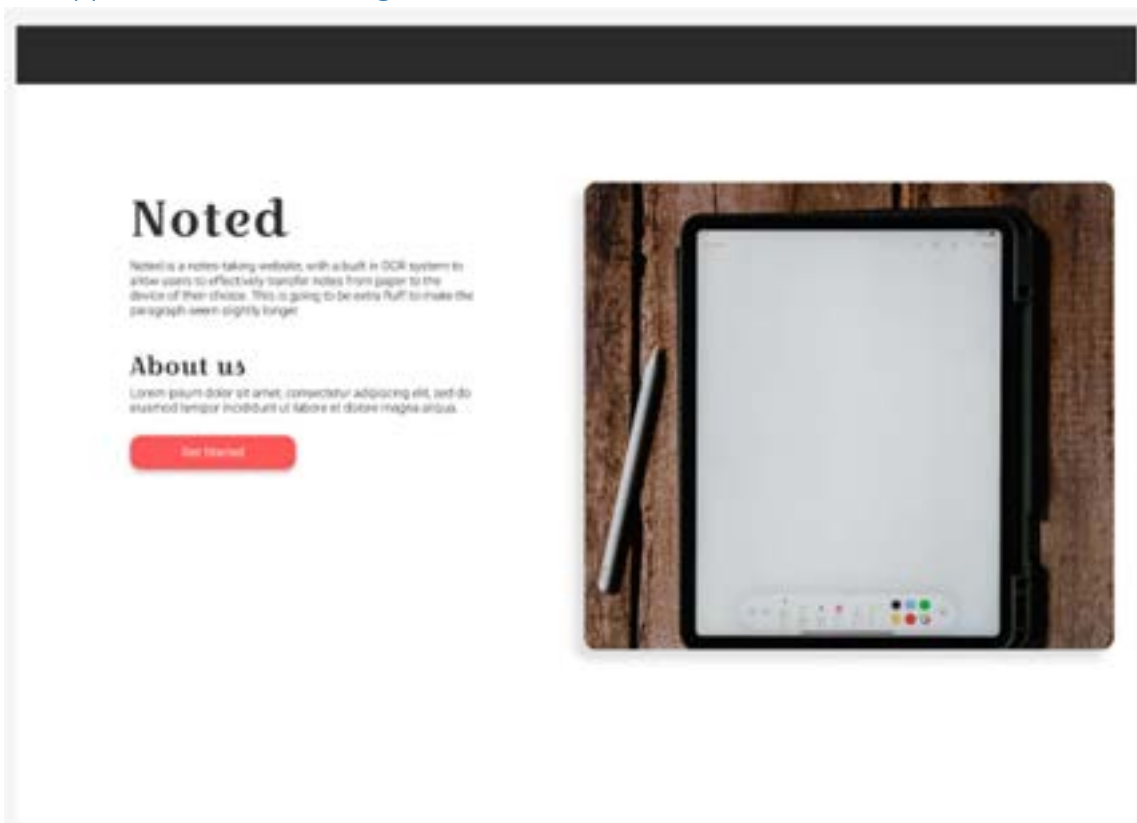 Noted
Noted is a notes-taking website, with a built in OCR system to
allow users to effectively transfer notes from paper to the
device of their choice. This is going to be extra fluff to make the
paragraph seem slightly longer
About us
Lorem ipsum dolor sit amet, consectetur adipiscing elit, sed do
eiusmod tempor incididunt ut labore et dolore magna aliqua.
Get Started